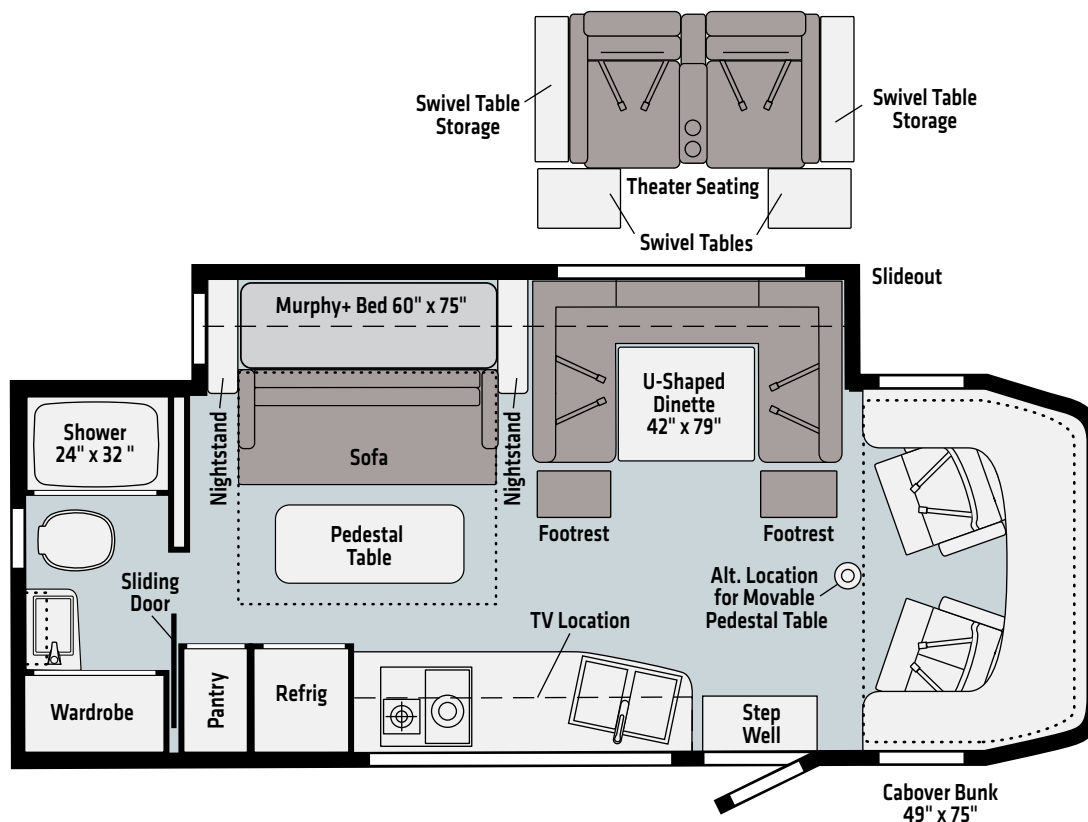 Swivel Table
Storage
Swivel Table
Storage
Theater Seating
Swivel Tables
Slideout
Murphy+ Bed 60" x 75"
U-Shaped
Dinette
42" x 79"
Shower
24" x 32 "
Nightstand
Sofa
Nightstand
Footrest
Footrest
Pedestal
Table
Sliding
Door
Alt. Location
for Movable
Pedestal Table
TV Location
Wardrobe
Pantry
Refrig
Step
Well
Cabover Bunk
49" x 75"